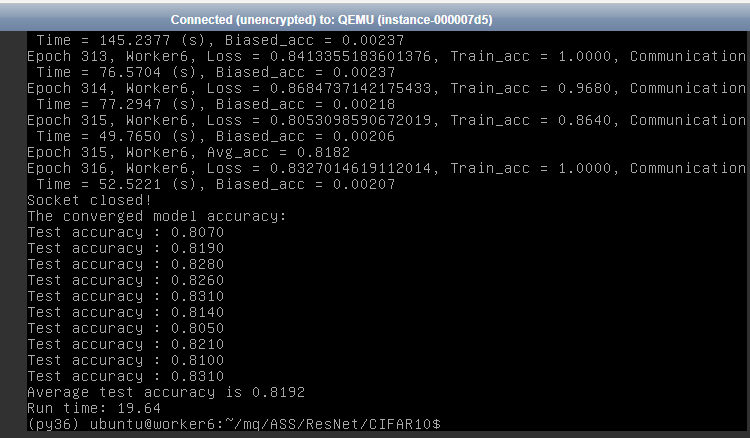 Connected (unencrypted) to: QEMU (instance-000007d5)
Time = 145.2377 (s), Biased_acc = 0.00237
Epoch 313, Worker6, Loss = 0.8413355183601376, Train_acc = 1.0000, Communication
Time = 76.5704 (s), Biased_acc = 0.00237
Epoch 314, Worker6, Loss = 0.8684737142175433, Train_acc = 0.9680, Communication
Time = 77.2947 (s), Biased_acc = 0.00218
Epoch 315, Worker6, Loss = 0.8053098590672019, Train_acc = 0.8640, Communication
Time = 49.7650 (s), Biased_acc = 0.00206
Epoch 315, Worker6, Avg_acc = 0.8182
Epoch 316, Worker6, Loss = 0.8327014619112014, Train_acc = 1.0000, Communication
Time = 52.5221 (s), Biased_acc = 0.00207
Socket closed!
The converged model accuracy:
Test accuracy : 0.8070
Test accuracy : 0.8190
Test accuracy : 0.8280
Test accuracy : 0.8260
Test accuracy : 0.8310
Test accuracy : 0.8140
Test accuracy : 0.8050
Test accuracy : 0.8210
Test accuracy : 0.8100
Test accuracy : 0.8310
Average test accuracy is 0.8192
Run time: 19.64
(py36) ubuntu@worker6:~/mq/ASS/ResNet/CIFAR10$